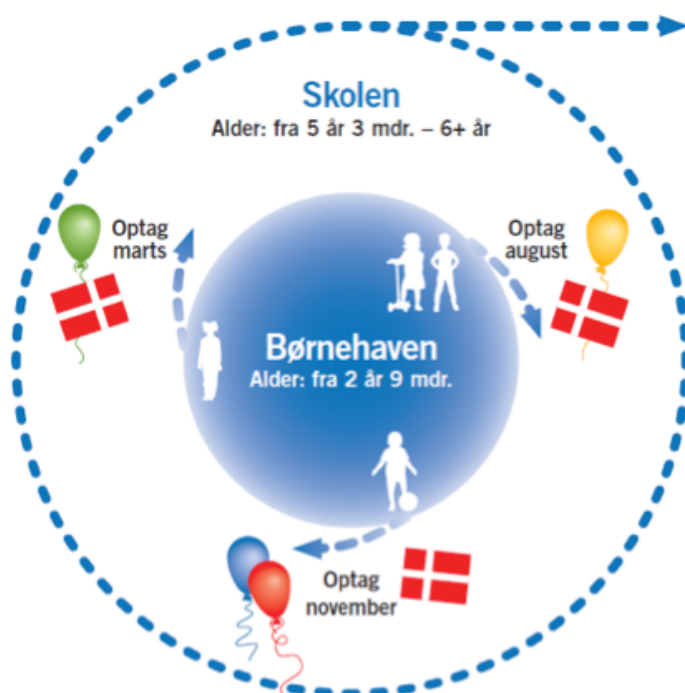 Skolen
Alder: fra 5 år 3 mdr. – 6+ år
Optag
marts
Optag
august
Børnehaven
Alder: fra 2 år 9 mdr.
Optag
november